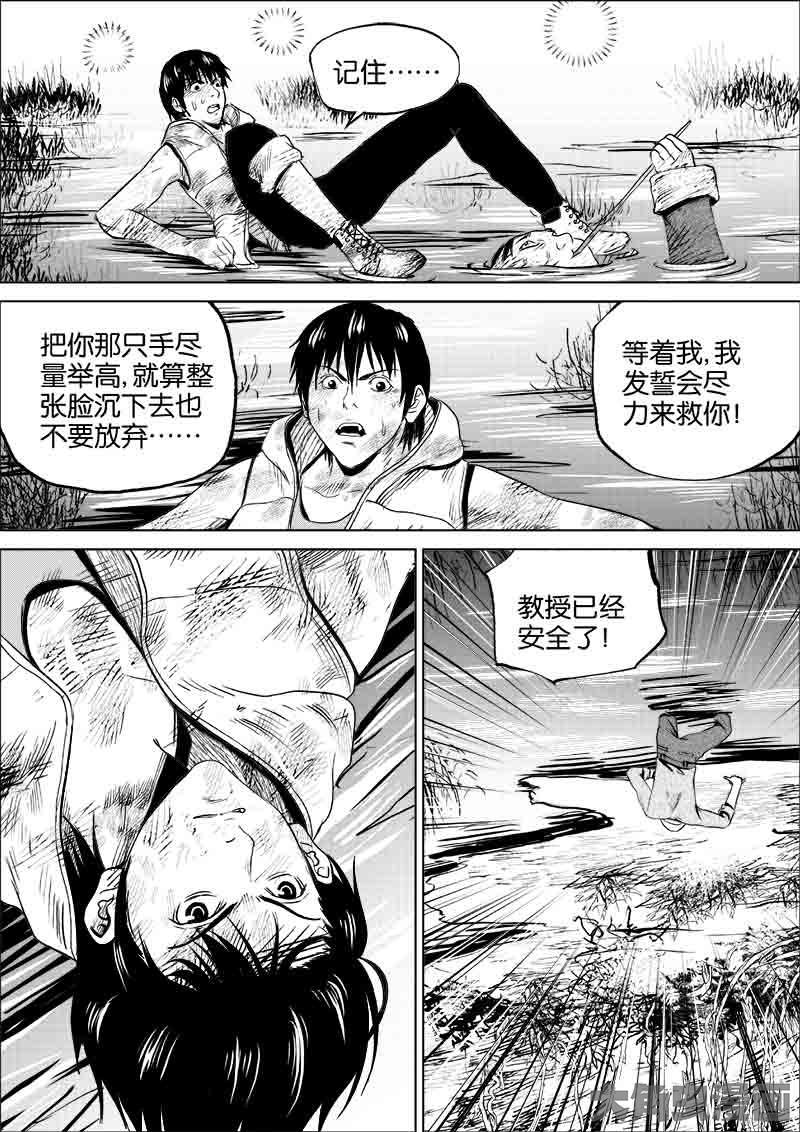 记住……
把你那只手尽
量举高,就算整
张脸沉下去也
不要放弃……
等着我,我
发誓会尽
力来救你!
教授已经
安全了!